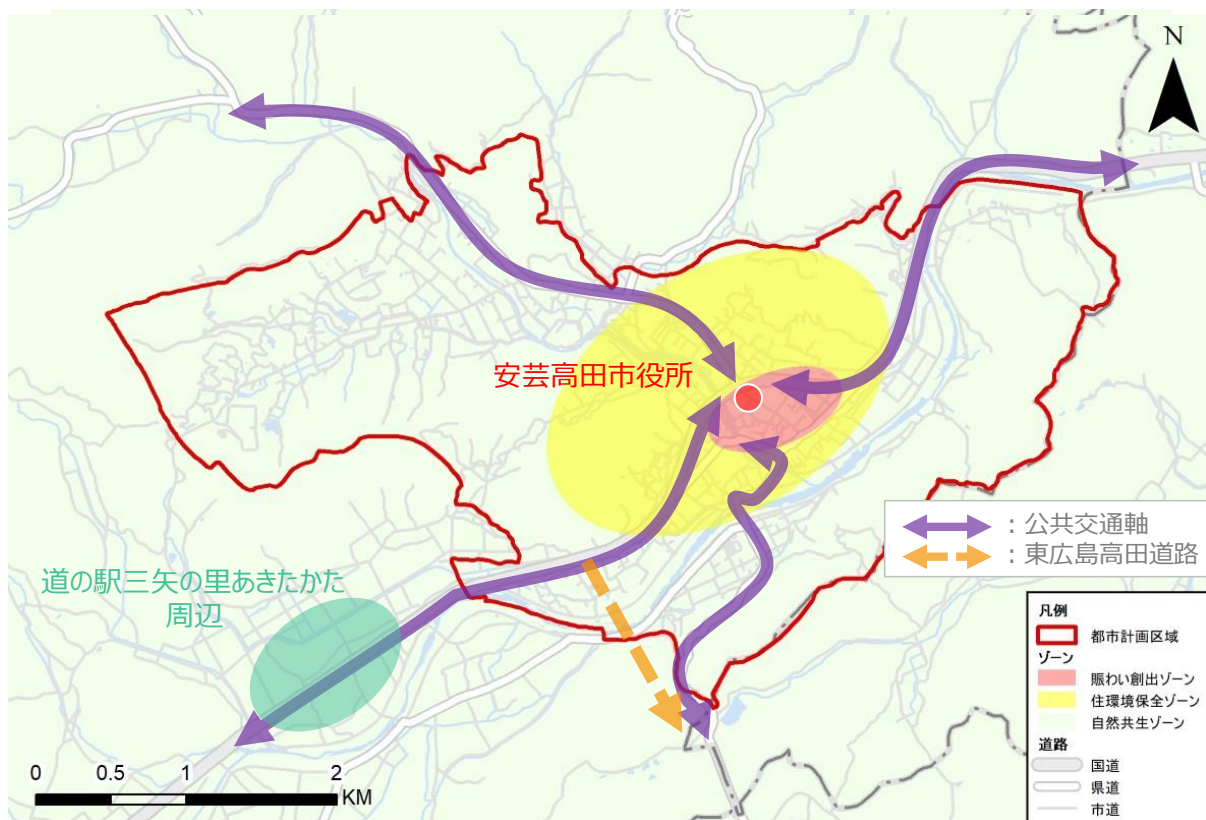 N
安芸高田市役所
：公共交通軸
：東広島高田道路
道の駅三矢の里あきたかた
周辺
凡例
都市計画区域
ゾーン
賑わい創出ゾーン
住環境保全ゾーン
自然共生ゾーン
道路
国道
県道
市道
0 0.5 1 2
KM